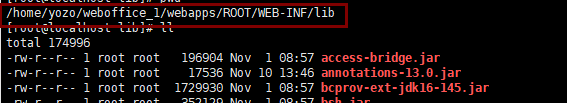 /home/yozo/weboffice_1/webapps/ROOT/WEB-INF/lib
[root@localhost lib]# ll
total 174996
-rw-r--r-- 1 root root 196904 Nov 1 08:57 access-bridge.jar
-rw-r--r-- 1 root root 17536 Nov 10 13:46 annotations-13.0.jar
-rw-r--r-- 1 root root 1729930 Nov 1 08:57 bcprov-ext-jdk16-145.jar
-rw-r--r-- 1 root root 352129 Nov 1 08:57 bsh.jar